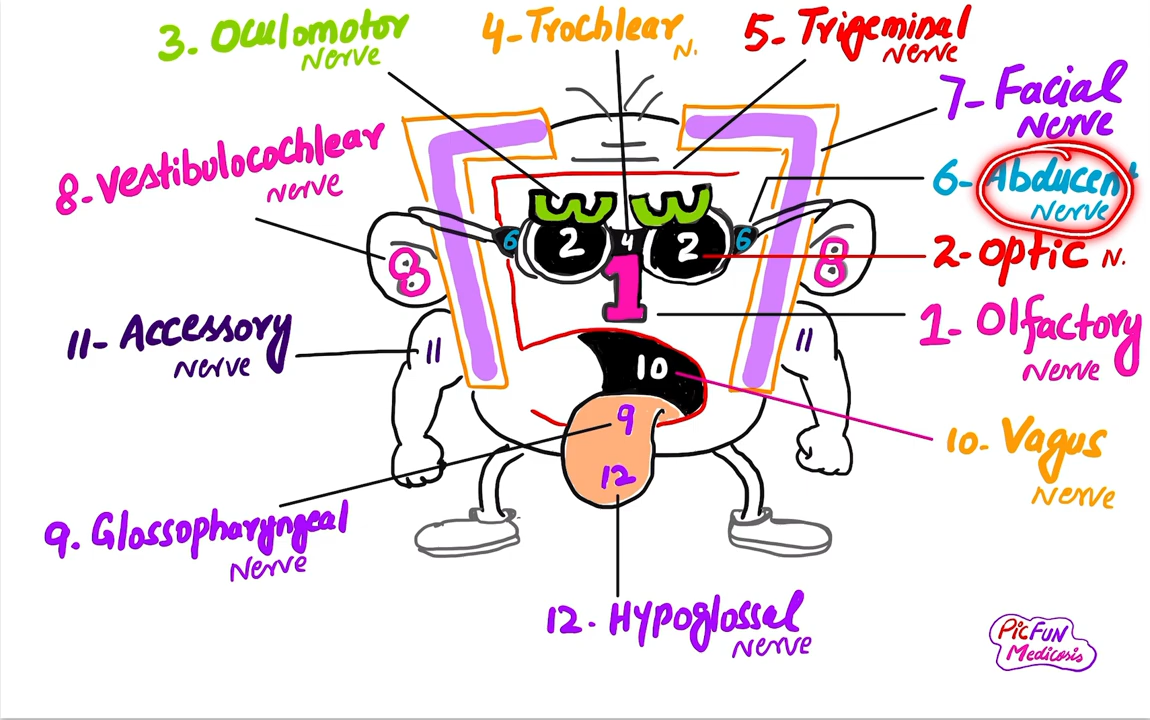 3. Oculomotor
Nerve
4-Trochlear
N.
5. Trigeminal
Nerve
7- Facial
Nerve
8-Vestibulocochlear
Nerve
6-Abducent
Nerve
6
2
4
2
6
2-Optic N.
8
1
8
1- Olfactory
Nerve
11- Accessory
Nerve
11
11
10
10- Vagus
Nerve
9
12
9. Glossopharyngeal
Nerve
12. Hypoglossal
Nerve
PicFUN
Medicosis